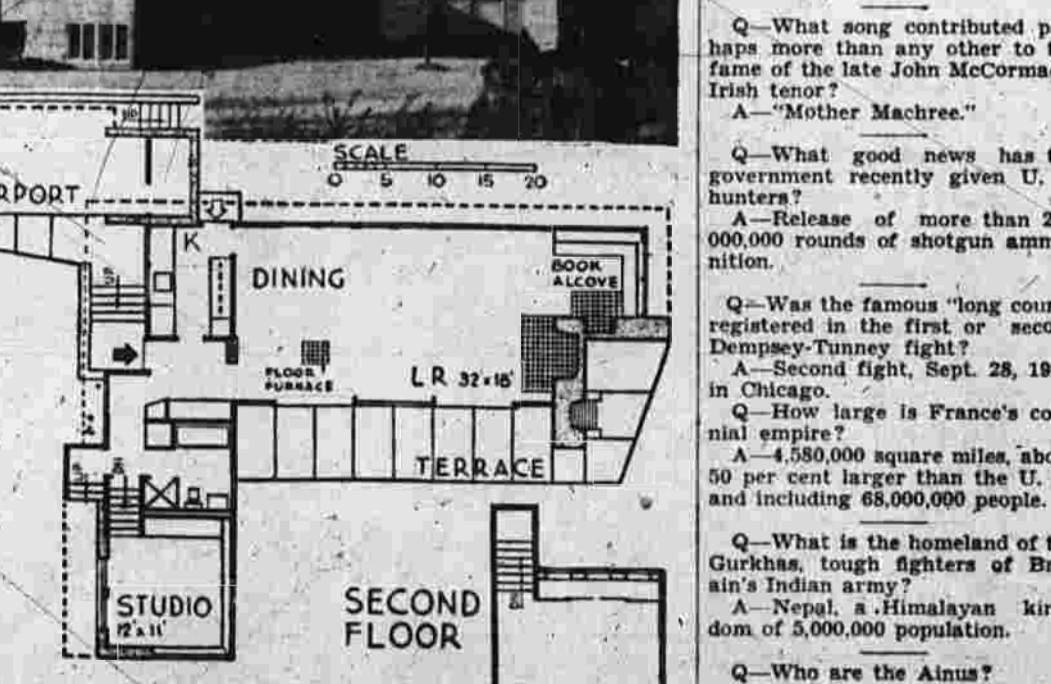 SCALE
0 5 10 15 20
RPORT
K
DINING
BOOK
ALCOVE
FLOOR
FURNACE
L R 32'x18'
TERRACE
STUDIO
12'x 11'
SECOND
FLOOR
Q—What song contributed p
haps more than any other to t
fame of the late John McCorma
Irish tenor?
A—"Mother Machree."
Q—What good news has t
government recently given U.
hunters?
A—Release of more than 2
000,000 rounds of shotgun amm
nition.
Q—Was the famous "long coun
registered in the first or seco
Dempsey-Tunney fight?
A—Second fight, Sept. 28, 19
in Chicago.
Q—How large is France's co
nial empire?
A—4,580,000 square miles, abo
50 per cent larger than the U.
and including 68,000,000 people.
Q—What is the homeland of t
Gurkhas, tough fighters of Br
ain's Indian army?
A—Nepal, a Himalayan kin
dom of 5,000,000 population.
Q—Who are the Ainus?